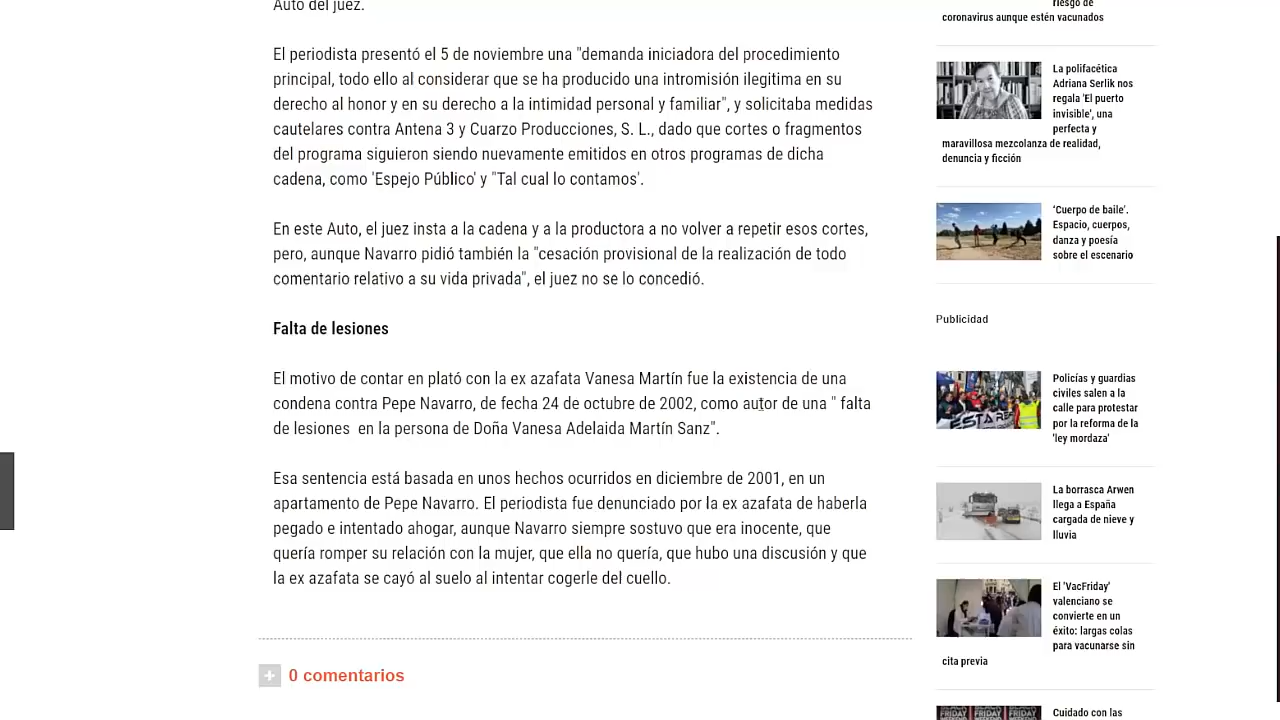 Auto del juez.
El periodista presentó el 5 de noviembre una "demanda iniciadora del procedimiento
principal, todo ello al considerar que se ha producido una intromisión ilegitima en su
derecho al honor y en su derecho a la intimidad personal y familiar", y solicitaba medidas
cautelares contra Antena 3 y Cuarzo Producciones, S. L., dado que cortes o fragmentos
del programa siguieron siendo nuevamente emitidos en otros programas de dicha
cadena, como 'Espejo Público' y "Tal cual lo contamos'.
En este Auto, el juez insta a la cadena y a la productora a no volver a repetir esos cortes,
pero, aunque Navarro pidió también la "cesación provisional de la realización de todo
comentario relativo a su vida privada", el juez no se lo concedió.
Falta de lesiones
El motivo de contar en plató con la ex azafata Vanesa Martín fue la existencia de una
condena contra Pepe Navarro, de fecha 24 de octubre de 2002, como autor de una " falta
de lesiones  en la persona de Doña Vanesa Adelaida Martín Sanz".
Esa sentencia está basada en unos hechos ocurridos en diciembre de 2001, en un
apartamento de Pepe Navarro. El periodista fue denunciado por la ex azafata de haberla
pegado e intentado ahogar, aunque Navarro siempre sostuvo que era inocente, que
quería romper su relación con la mujer, que ella no quería, que hubo una discusión y que
la ex azafata se cayó al suelo al intentar cogerle del cuello.
0 comentarios
riesgo de
coronavirus aunque estén vacunados
La polifacética
Adriana Serlik nos
regala 'El puerto
invisible', una
perfecta y
maravillosa mezcolanza de realidad,
denuncia y ficción
‘Cuerpo de baile’.
Espacio, cuerpos,
danza y poesía
sobre el escenario
Publicidad
Policías y guardias
civiles salen a la
calle para protestar
por la reforma de la
'ley mordaza'
La borrasca Arwen
llega a España
cargada de nieve y
lluvia
El 'VacFriday'
valenciano se
convierte en un
éxito: largas colas
para vacunarse sin
cita previa
Cuidado con las